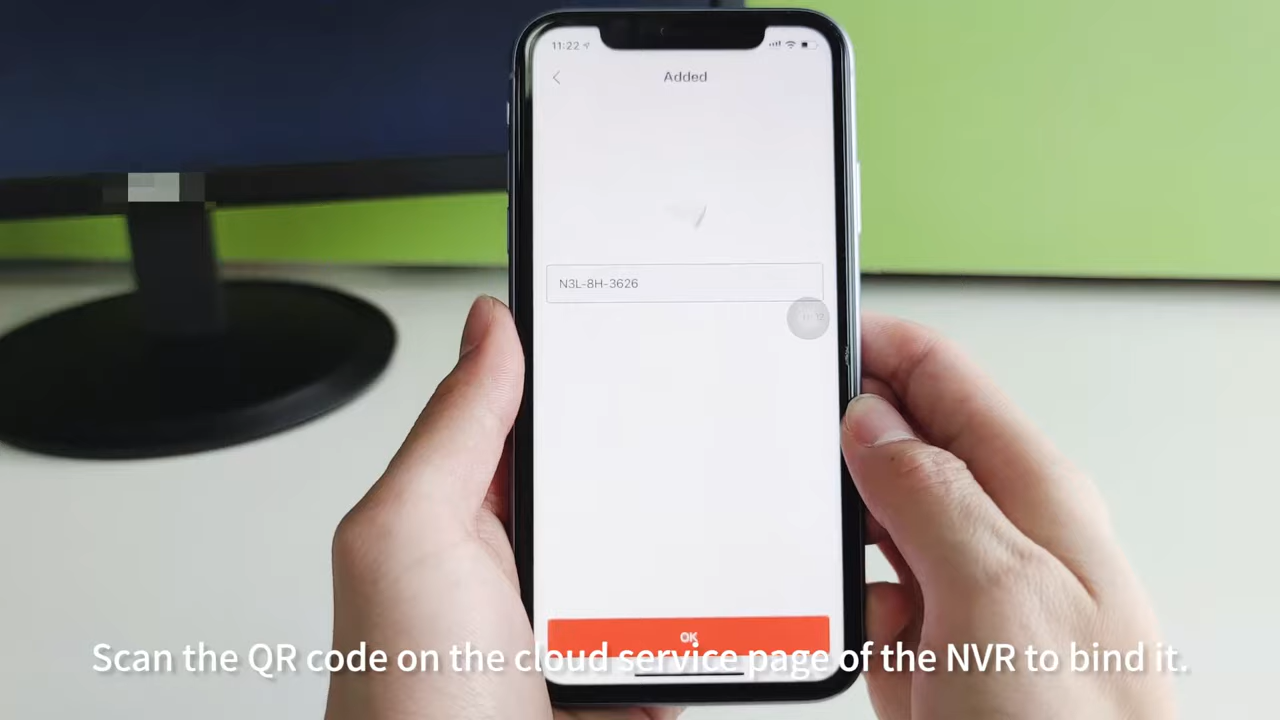 11:22
Added
N3L-8H-3626
OK
Scan the QR code on the cloud service page of the NVR to bind it.